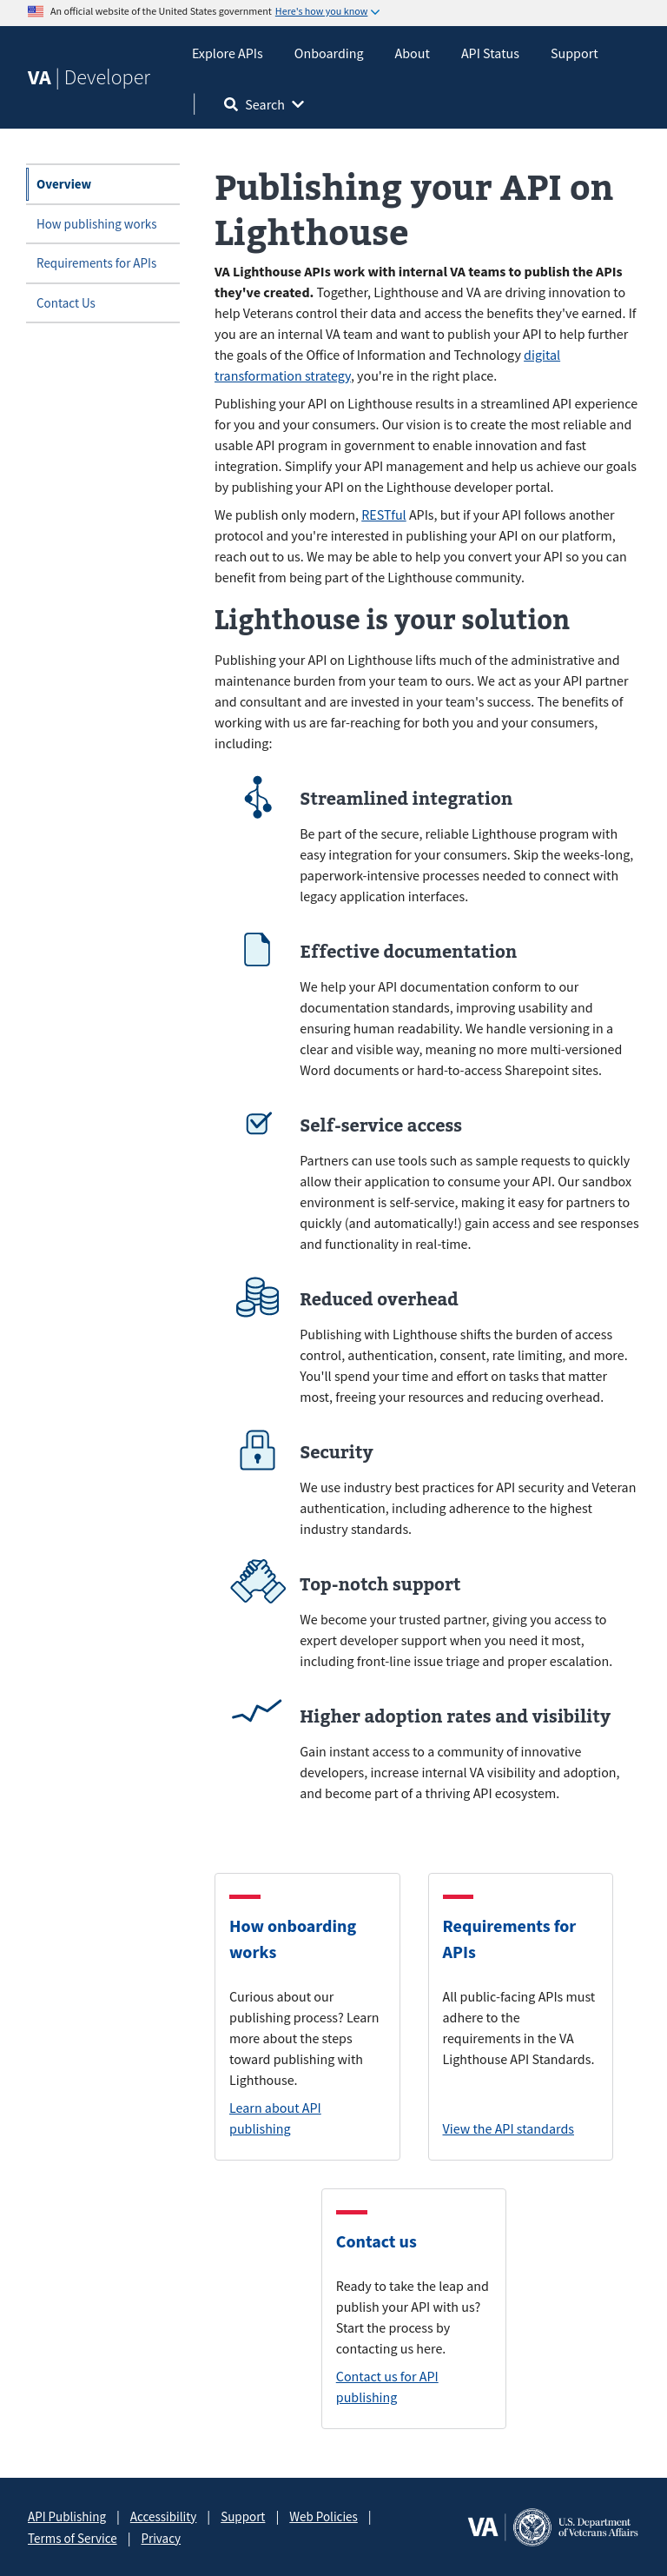 An official website of the United States government Here's how you know
VA | Developer
Explore APIs Onboarding About API Status Support
Search
Overview
How publishing works
Requirements for APIs
Contact Us
Publishing your API on
Lighthouse
VA Lighthouse APIs work with internal VA teams to publish the APIs
they've created. Together, Lighthouse and VA are driving innovation to
help Veterans control their data and access the benefits they've earned. If
you are an internal VA team and want to publish your API to help further
the goals of the Office of Information and Technology digital
transformation strategy, you're in the right place.
Publishing your API on Lighthouse results in a streamlined API experience
for you and your consumers. Our vision is to create the most reliable and
usable API program in government to enable innovation and fast
integration. Simplify your API management and help us achieve our goals
by publishing your API on the Lighthouse developer portal.
We publish only modern, RESTful APIs, but if your API follows another
protocol and you're interested in publishing your API on our platform,
reach out to us. We may be able to help you convert your API so you can
benefit from being part of the Lighthouse community.
Lighthouse is your solution
Publishing your API on Lighthouse lifts much of the administrative and
maintenance burden from your team to ours. We act as your API partner
and consultant and are invested in your team's success. The benefits of
working with us are far-reaching for both you and your consumers,
including:
Streamlined integration
Be part of the secure, reliable Lighthouse program with
easy integration for your consumers. Skip the weeks-long,
paperwork-intensive processes needed to connect with
legacy application interfaces.
Effective documentation
We help your API documentation conform to our
documentation standards, improving usability and
ensuring human readability. We handle versioning in a
clear and visible way, meaning no more multi-versioned
Word documents or hard-to-access Sharepoint sites.
Self-service access
Partners can use tools such as sample requests to quickly
allow their application to consume your API. Our sandbox
environment is self-service, making it easy for partners to
quickly (and automatically!) gain access and see responses
and functionality in real-time.
Reduced overhead
Publishing with Lighthouse shifts the burden of access
control, authentication, consent, rate limiting, and more.
You'll spend your time and effort on tasks that matter
most, freeing your resources and reducing overhead.
Security
We use industry best practices for API security and Veteran
authentication, including adherence to the highest
industry standards.
Top-notch support
We become your trusted partner, giving you access to
expert developer support when you need it most,
including front-line issue triage and proper escalation.
Higher adoption rates and visibility
Gain instant access to a community of innovative
developers, increase internal VA visibility and adoption,
and become part of a thriving API ecosystem.
How onboarding
works
Curious about our
publishing process? Learn
more about the steps
toward publishing with
Lighthouse.
Learn about API
publishing
Requirements for
APIs
All public-facing APIs must
adhere to the
requirements in the VA
Lighthouse API Standards.
View the API standards
Contact us
Ready to take the leap and
publish your API with us?
Start the process by
contacting us here.
Contact us for API
publishing
API Publishing | Accessibility | Support | Web Policies |
Terms of Service | Privacy
VA
U.S. Department
of Veterans Affairs